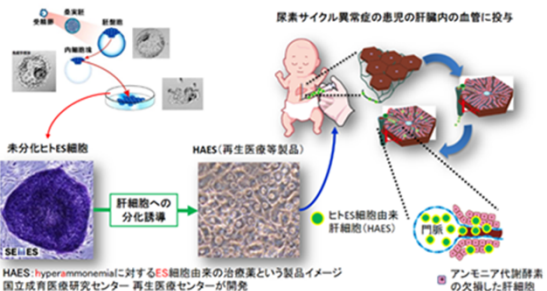 受精卵
桑実胚
胚盤胞
内細胞塊
尿素サイクル異常症の患児の肝臓内の血管に投与
未分化ヒトES細胞
HAES(再生医療等製品)
肝細胞への
分化誘導
SEES
ヒトES細胞由来
肝細胞(HAES)
門脈
アンモニア代謝酵素
の欠損した肝細胞
HAES:hyperammonemiaに対するES細胞由来の治療薬という製品イメージ
国立成育医療研究センター 再生医療センターが開発